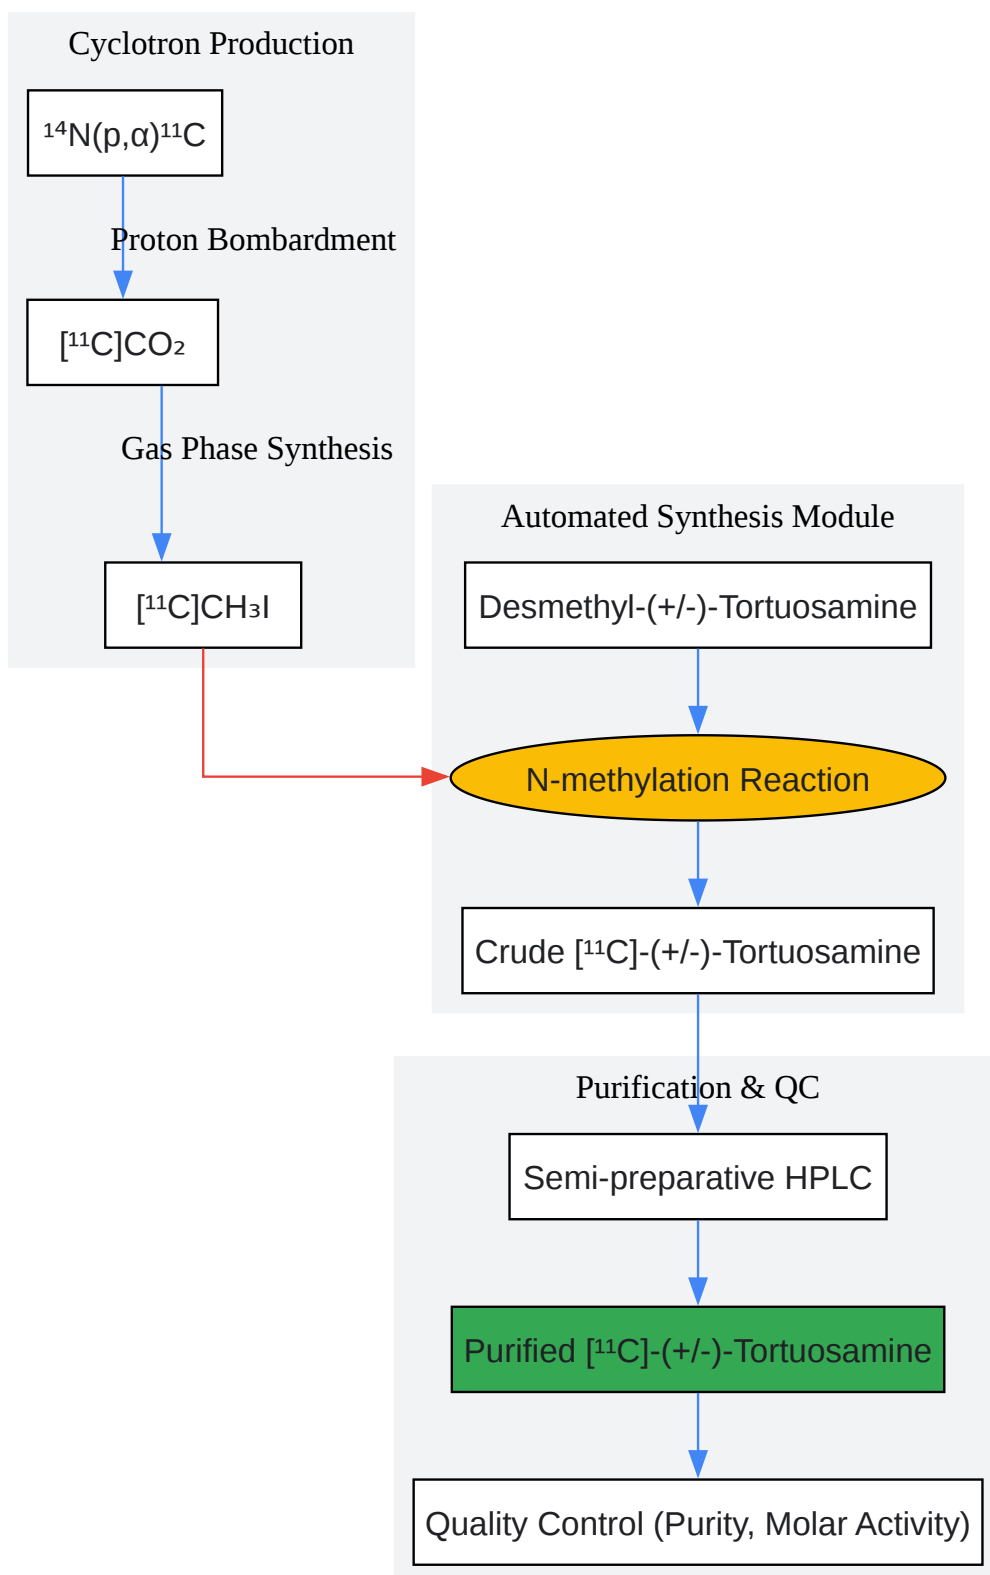 Cyclotron Production
¹⁴N(p,α)¹¹C
Proton Bombardment
[¹¹C]CO₂
Gas Phase Synthesis
[¹¹C]CH₃I
Automated Synthesis Module
Desmethyl-(+/-)-Tortuosamine
N-methylation Reaction
Crude [¹¹C]-(+/-)-Tortuosamine
Purification & QC
Semi-preparative HPLC
Purified [¹¹C]-(+/-)-Tortuosamine
Quality Control (Purity, Molar Activity)